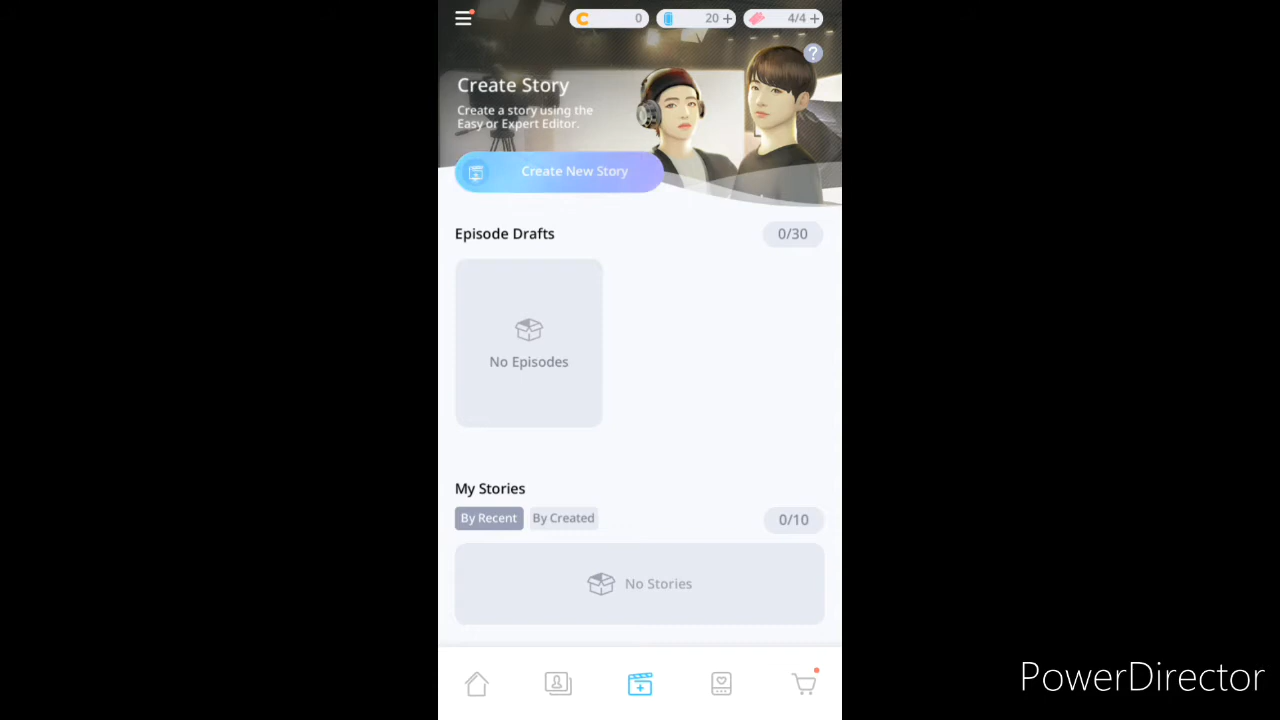 0 20 + 4/4 +
?
Create Story
Create a story using the
Easy or Expert Editor.
Create New Story
Episode Drafts 0/30
No Episodes
My Stories
By Recent By Created 0/10
No Stories
PowerDirector